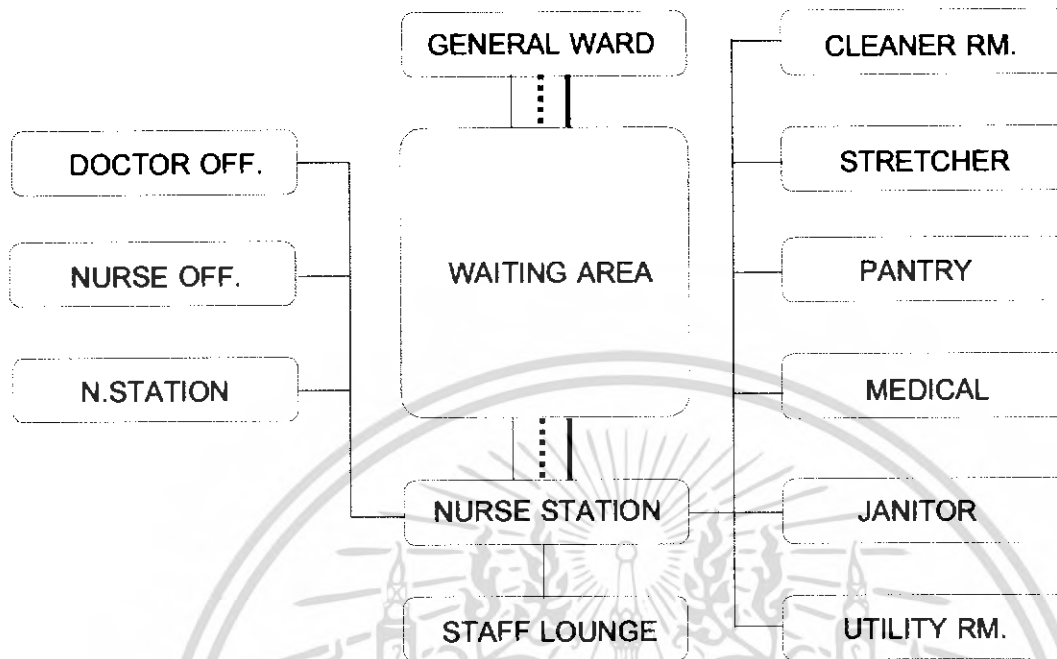 GENERAL WARD
CLEANER RM.
DOCTOR OFF.
STRETCHER
NURSE OFF.
WAITING AREA
PANTRY
N.STATION
MEDICAL
NURSE STATION
JANITOR
STAFF LOUNGE
UTILITY RM.